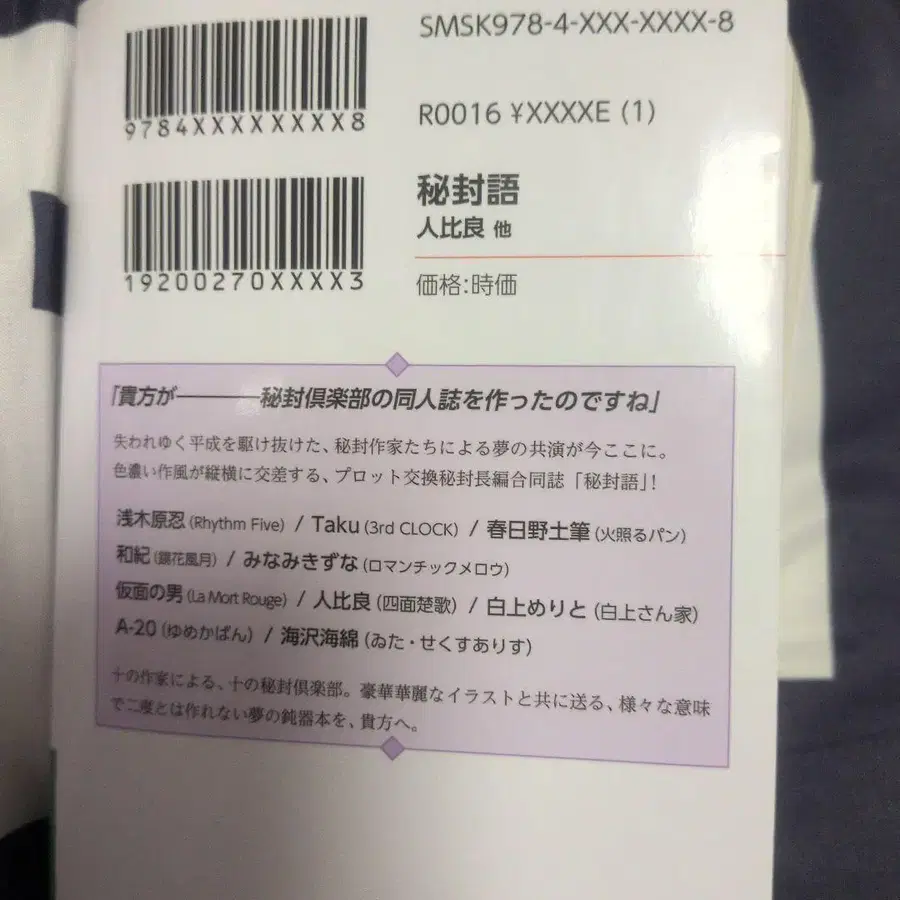 9784XXXXXXXX8
SMSK978-4-XXX-XXXX-8
R0016 ¥XXXXE (1)
19200270XXXX3
秘封語
人比良 他
価格:時価
「貴方が――――秘封倶楽部の同人誌を作ったのですね」
失われゆく平成を駆け抜けた、秘封作家たちによる夢の共演が今ここに。
色濃い作風が縦横に交差する、プロット交換秘封長編合同誌「秘封語」!
浅木原忍 (Rhythm Five) / Taku (3rd CLOCK) / 春日野土筆 (火照るパン)
和紀 (鏡花風月) / みなみきずな (ロマンチックメロウ)
仮面の男 (La Mort Rouge) / 人比良 (四面楚歌) / 白上めりと (白上さん家)
A-20 (ゆめかばん) / 海沢海綿 (ゐた・せくすありす)
十の作家による、十の秘封倶楽部。豪華華麗なイラストと共に送る、様々な意味
で二度とは作れない夢の鈍器本を、貴方へ。